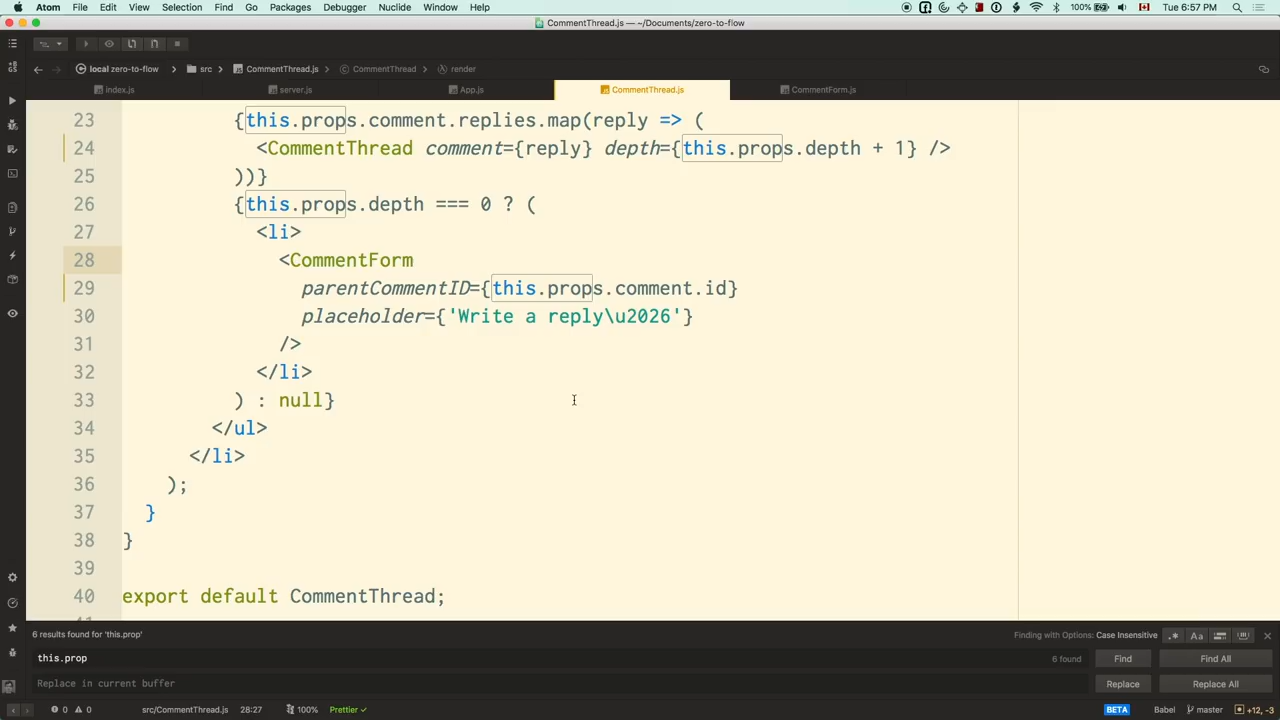 Atom File Edit View Selection Find Go Packages Debugger Nuclide Window Help 100% Tue 6:57 PM
CommentThread.js — ~/Documents/zero-to-flow
local zero-to-flow src CommentThread.js CommentThread render
index.js server.js App.js CommentThread.js CommentForm.js
23 {this.props.comment.replies.map(reply => (
24 <CommentThread comment={reply} depth={this.props.depth + 1} />
25 ))}
26 {this.props.depth === 0 ? (
27 <li>
28 <CommentForm
29 parentCommentID={this.props.comment.id}
30 placeholder={'Write a reply\u2026'}
31 />
32 </li>
33 ) : null}
34 </ul>
35 </li>
36 );
37 }
38 }
39
40 export default CommentThread;
6 results found for 'this.prop' Finding with Options: Case Insensitive .* Aa
this.prop 6 found Find Find All
Replace in current buffer Replace Replace All
0 0 src/CommentThread.js 28:27 100% Prettier ✓ BETA Babel master +12, -3